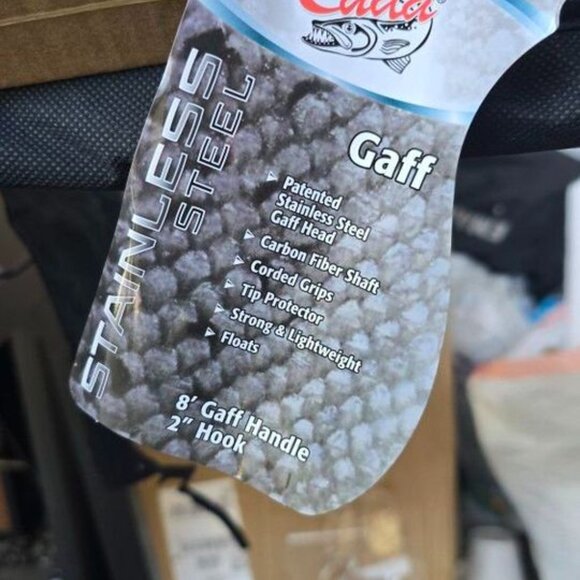 Cuda®
Gaff
STAINLESS
STEEL
Patented
Stainless Steel
Gaff Head
Carbon Fiber Shaft
Corded Grips
Tip Protector
Strong & Lightweight
Floats
8' Gaff Handle
2" Hook